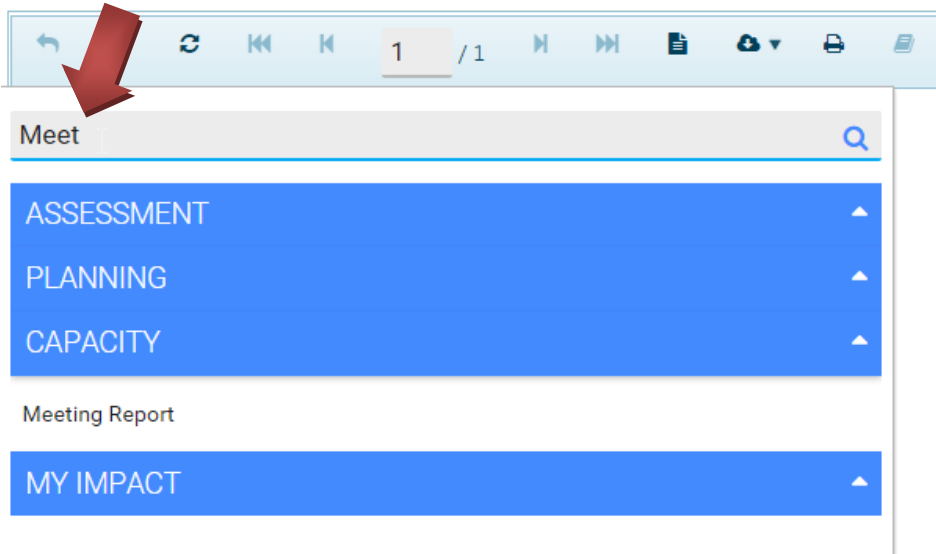 1 / 1
Meet
ASSESSMENT
PLANNING
CAPACITY
Meeting Report
MY IMPACT